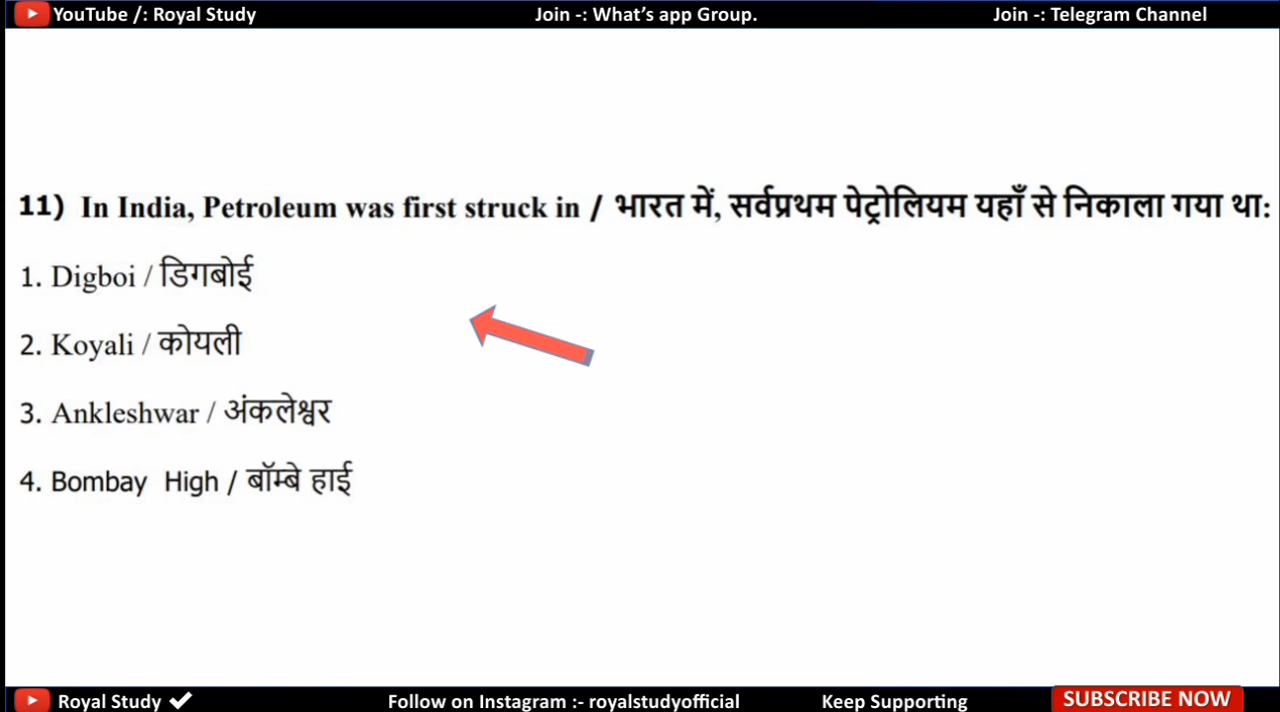 YouTube /: Royal Study Join -: What’s app Group. Join -: Telegram Channel
11) In India, Petroleum was first struck in / भारत में, सर्वप्रथम पेट्रोलियम यहाँ से निकाला गया था:
1. Digboi / डिगबोई
2. Koyali / कोयली
3. Ankleshwar / अंकलेश्वर
4. Bombay High / बॉम्बे हाई
Royal Study Follow on Instagram :- royalstudyofficial Keep Supporting SUBSCRIBE NOW